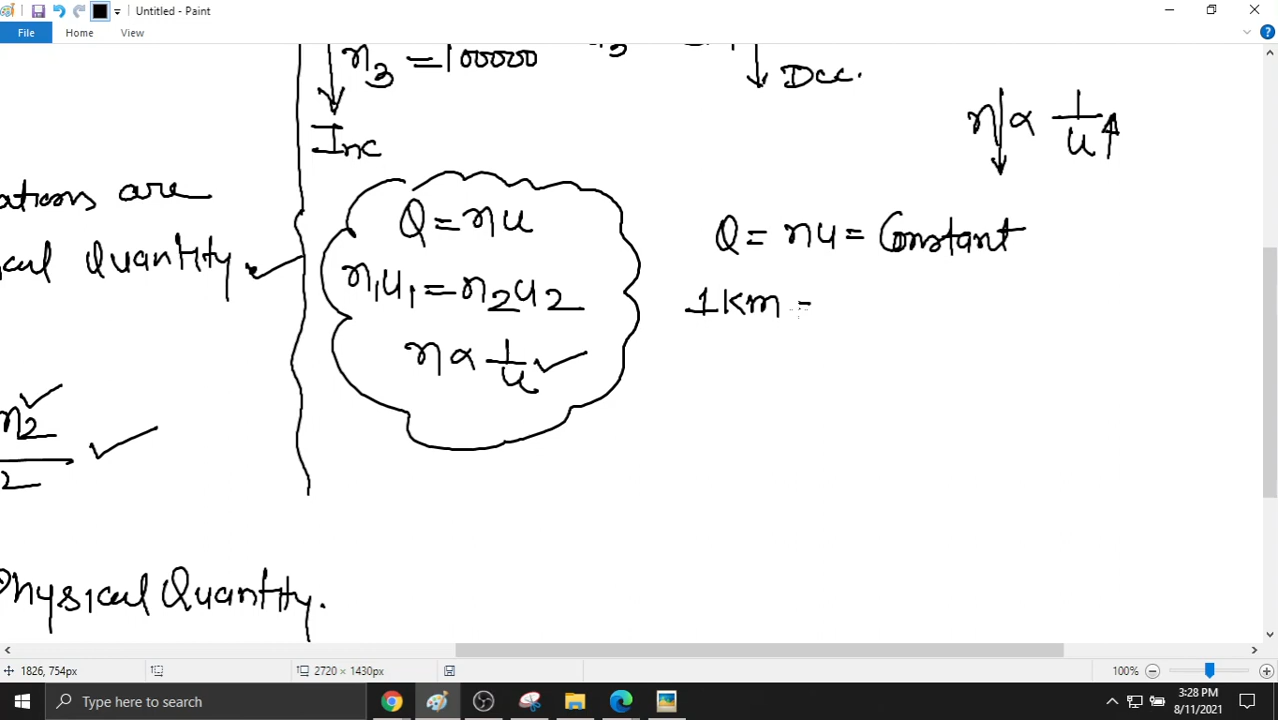 Untitled - Paint
File Home View
n3 = 100000
Dec.
Inc
n ∝ 1/u
ations are
cal Quantity
Q = nu
n1u1 = n2u2
n ∝ 1/u
Q = nu = Constant
1 Km =
n2
2
Physical Quantity.
1826, 754px
2720 × 1430px
100%
Type here to search
3:28 PM
8/11/2021